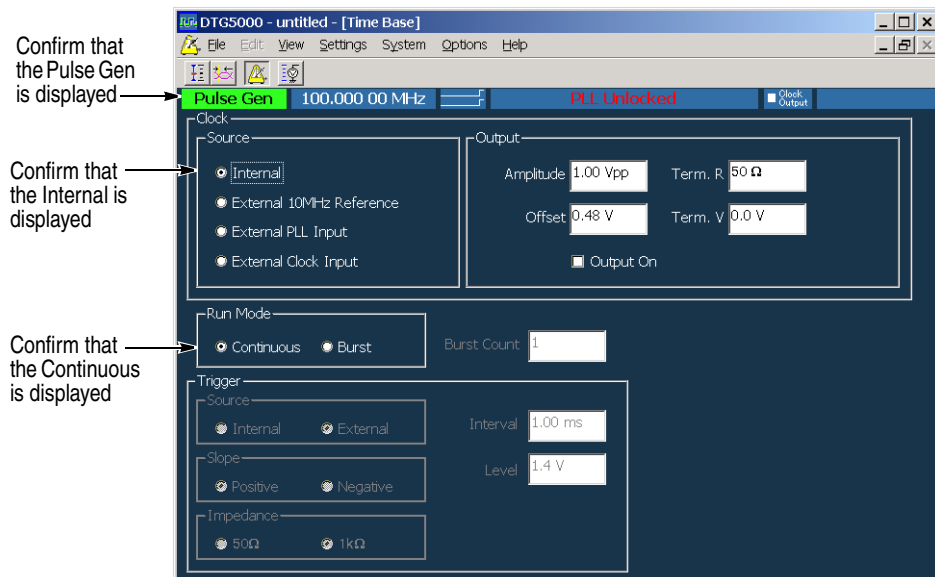 DTG5000 - untitled - [Time Base]
File Edit View Settings System Options Help
Confirm that
the Pulse Gen
is displayed
Pulse Gen 100.000 00 MHz PLL Unlocked Clock
Output
Clock
Source
Internal
External 10MHz Reference
External PLL Input
External Clock Input
Output
Amplitude 1.00 Vpp Term. R 50 Ω
Offset 0.48 V Term. V 0.0 V
Output On
Confirm that
the Internal is
displayed
Run Mode
Continuous Burst
Burst Count 1
Confirm that
the Continuous
is displayed
Trigger
Source
Internal External
Interval 1.00 ms
Slope
Positive Negative
Level 1.4 V
Impedance
50Ω 1kΩ